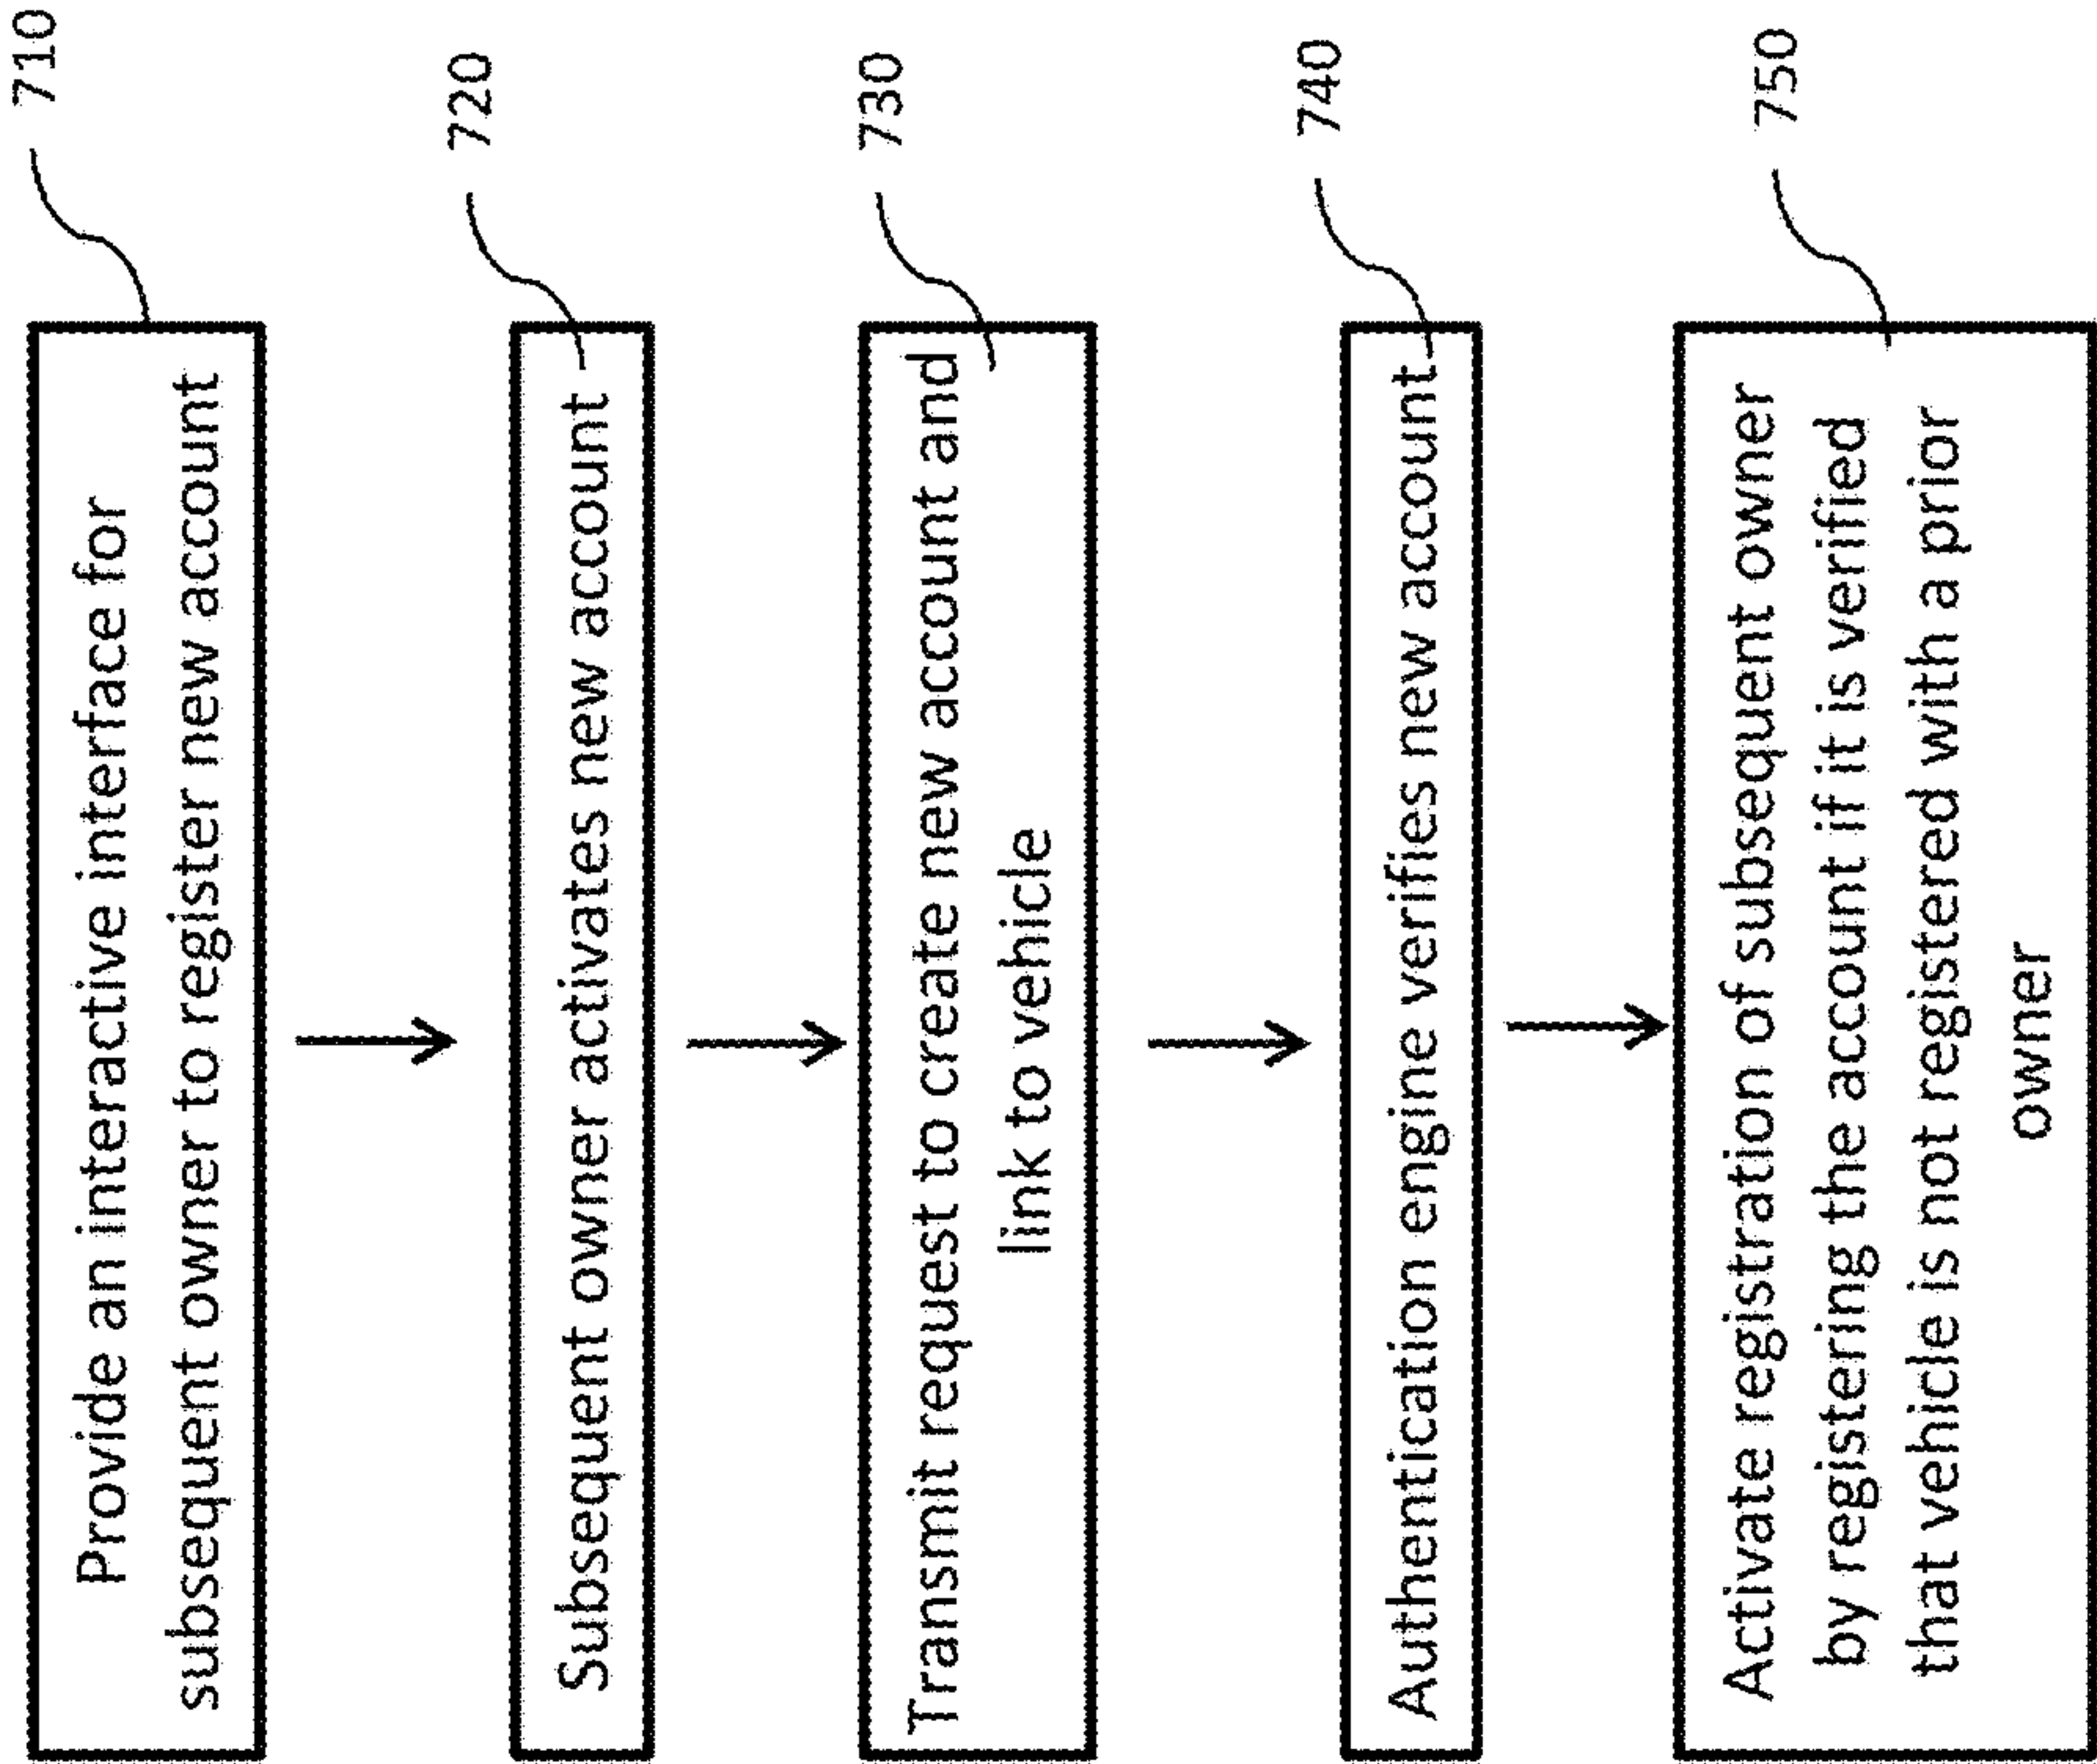 710
Provide an interactive interface for
subsequent owner to register new account
720
Subsequent owner activates new account
730
Transmit request to create new account and
link to vehicle
740
Authentication engine verifies new account
750
Activate registration of subsequent owner
by registering the account if it is verified
that vehicle is not registered with a prior
owner